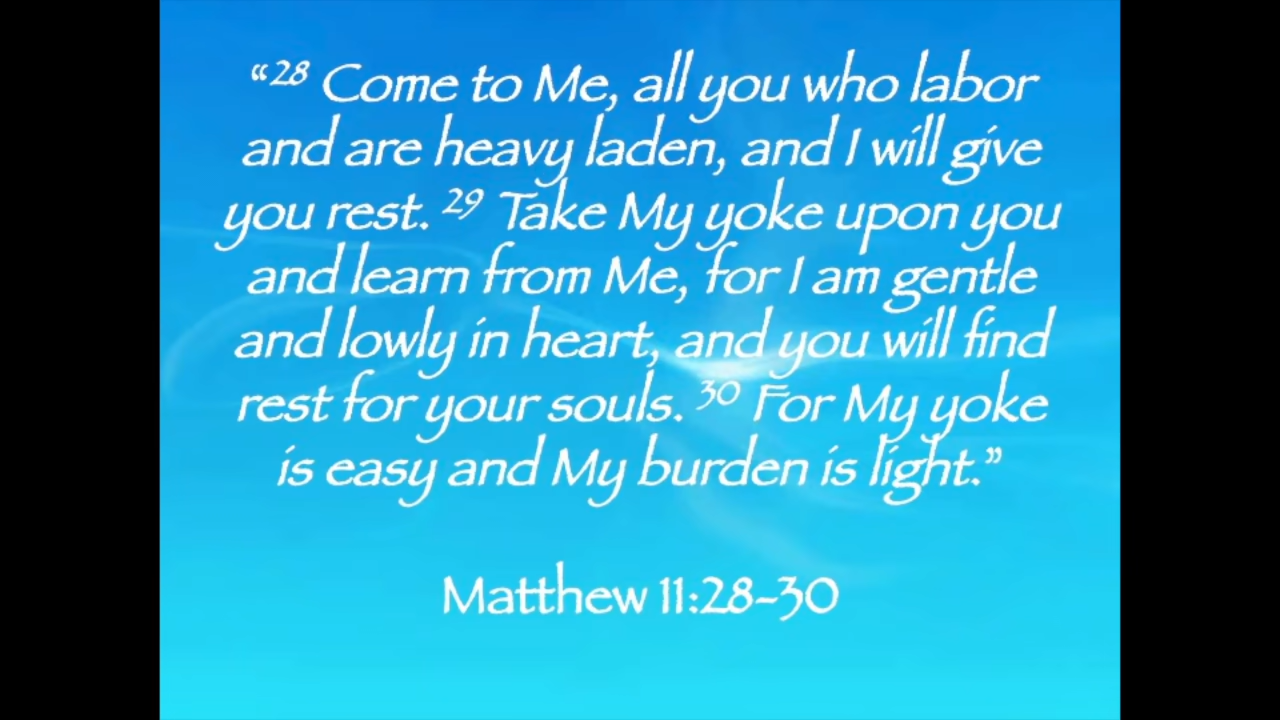 “28 Come to Me, all you who labor
and are heavy laden, and I will give
you rest. 29 Take My yoke upon you
and learn from Me, for I am gentle
and lowly in heart, and you will find
rest for your souls. 30 For My yoke
is easy and My burden is light.”
Matthew 11:28-30